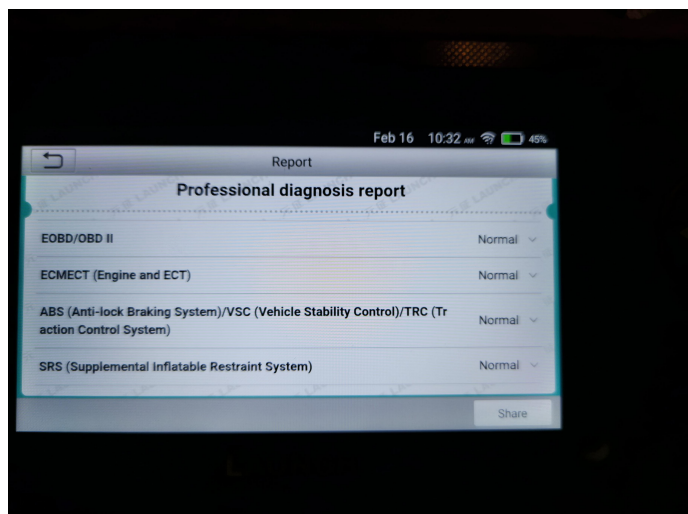 Feb 16 10:32 AM 45%
Report
Professional diagnosis report
EOBD/OBD II Normal
ECMECT (Engine and ECT) Normal
ABS (Anti-lock Braking System)/VSC (Vehicle Stability Control)/TRC (Tr
action Control System) Normal
SRS (Supplemental Inflatable Restraint System) Normal
Share